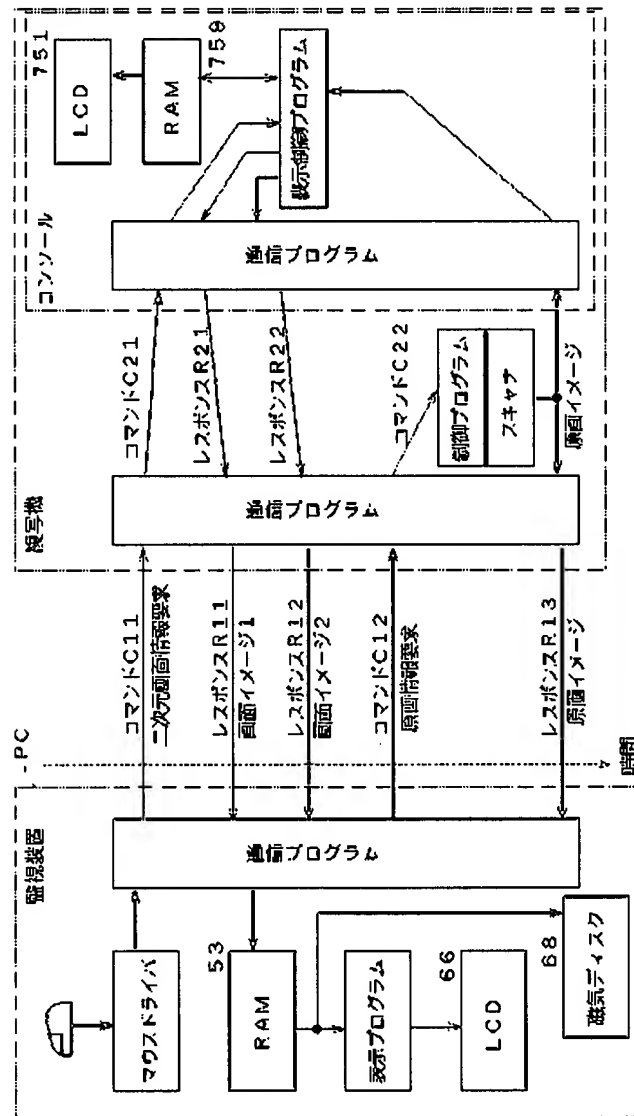 監視装置
-PC
マウスドライバ
通信プログラム
53
RAM
表示プログラム
66
LCD
68
磁気ディスク
コマンドC11
二次元画面情報要求
レスポンスR11
画面イメージ1
レスポンスR12
画面イメージ2
コマンドC12
原画情報要求
レスポンスR13
原画イメージ
時間
複写機
通信プログラム
コマンドC21
レスポンスR21
レスポンスR22
コマンドC22
制御プログラム
スキャナ
原画イメージ
コンソール
通信プログラム
751
LCD
RAM
759
表示制御プログラム